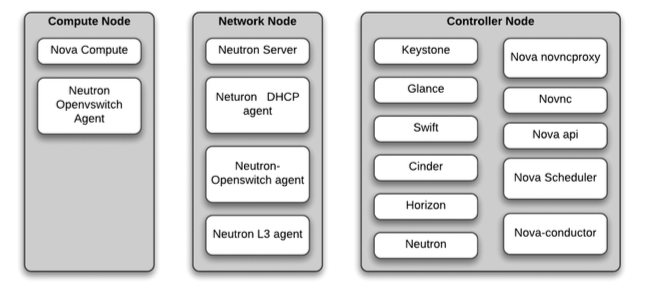 Compute Node
Nova Compute
Neutron
Openvswitch
Agent
Network Node
Neutron Server
Neturon DHCP
agent
Neutron-
Openswitch agent
Neutron L3 agent
Controller Node
Keystone
Glance
Swift
Cinder
Horizon
Neutron
Nova novncproxy
Novnc
Nova api
Nova Scheduler
Nova-conductor